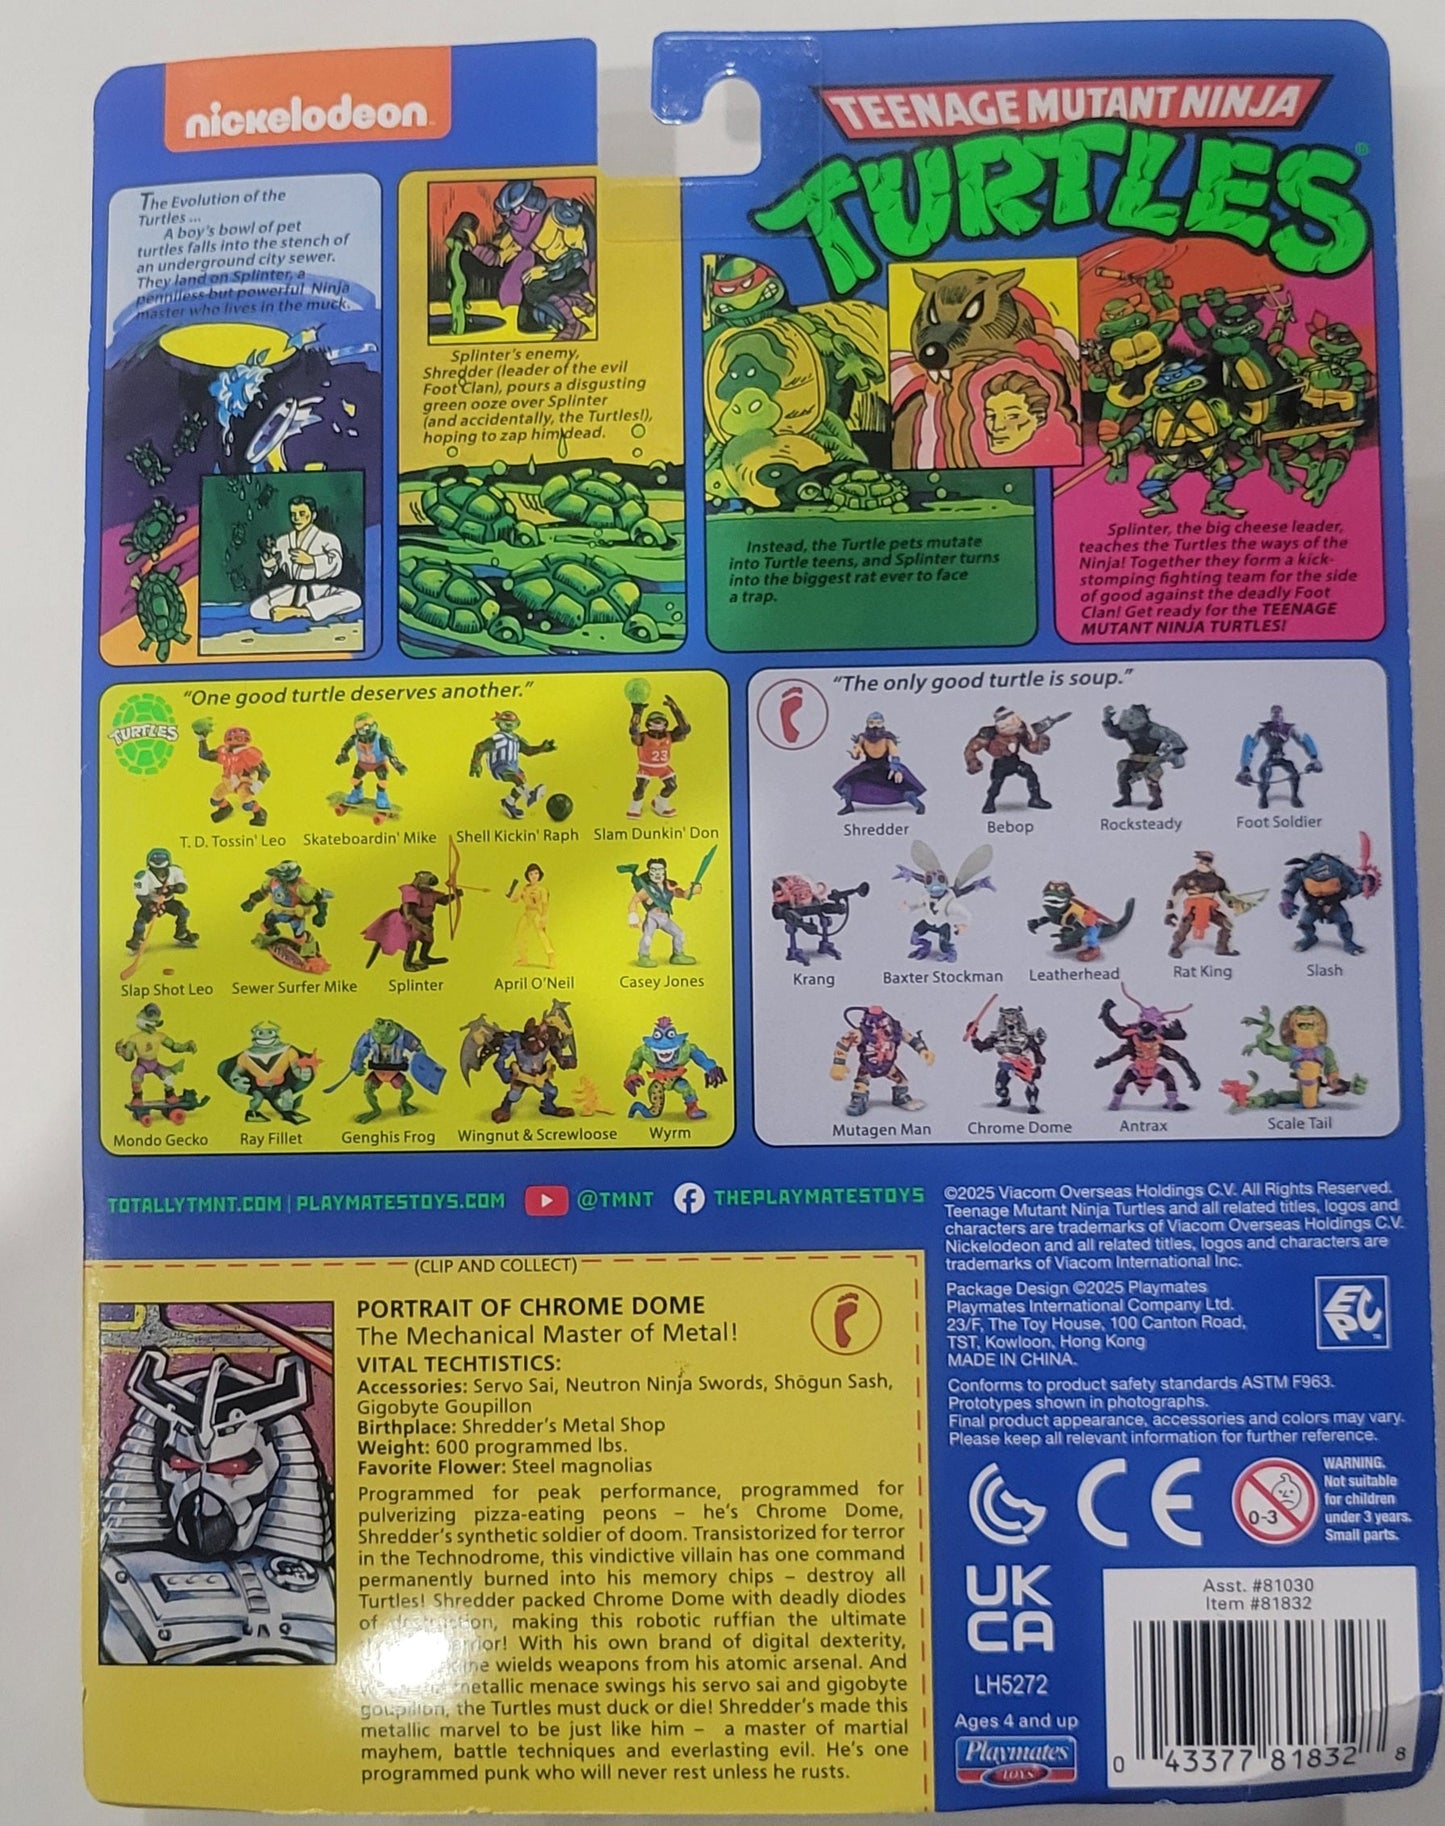 nickelodeon
TEENAGE MUTANT NINJA
TURTLES®
The Evolution of the
Turtles ...
A boy's bowl of pet
turtles falls into the stench of
an underground city sewer.
They land on Splinter, a
penniless but powerful Ninja
master who lives in the muck.
Splinter's enemy,
Shredder (leader of the evil
Foot Clan), pours a disgusting
green ooze over Splinter
(and accidentally, the Turtles!),
hoping to zap him dead.
Instead, the Turtle pets mutate
into Turtle teens, and Splinter turns
into the biggest rat ever to face
a trap.
Splinter, the big cheese leader,
teaches the Turtles the ways of the
Ninja! Together they form a kick-
stomping fighting team for the side
of good against the deadly Foot
Clan! Get ready for the TEENAGE
MUTANT NINJA TURTLES!
TURTLES
"One good turtle deserves another."
23
T. D. Tossin' Leo Skateboardin' Mike Shell Kickin' Raph Slam Dunkin' Don
Slap Shot Leo Sewer Surfer Mike Splinter April O'Neil Casey Jones
Mondo Gecko Ray Fillet Genghis Frog Wingnut & Screwloose Wyrm
"The only good turtle is soup."
Shredder Bebop Rocksteady Foot Soldier
Krang Baxter Stockman Leatherhead Rat King Slash
Mutagen Man Chrome Dome Antrax Scale Tail
TOTALLYTMNT.COM | PLAYMATESTOYS.COM @TMNT THEPLAYMATESTOYS
©2025 Viacom Overseas Holdings C.V. All Rights Reserved.
Teenage Mutant Ninja Turtles and all related titles, logos and
characters are trademarks of Viacom Overseas Holdings C.V.
Nickelodeon and all related titles, logos and characters are
trademarks of Viacom International Inc.
Package Design ©2025 Playmates
Playmates International Company Ltd.
23/F, The Toy House, 100 Canton Road,
TST, Kowloon, Hong Kong
MADE IN CHINA.
Conforms to product safety standards ASTM F963.
Prototypes shown in photographs.
Final product appearance, accessories and colors may vary.
Please keep all relevant information for further reference.
CE
0-3
WARNING.
Not suitable
for children
under 3 years.
Small parts.
UK
CA
LH5272
Ages 4 and up
Playmates
TOYS
Asst. #81030
Item #81832
0 43377 81832 8
(CLIP AND COLLECT)
PORTRAIT OF CHROME DOME
The Mechanical Master of Metal!
VITAL TECHTISTICS:
Accessories: Servo Sai, Neutron Ninja Swords, Shōgun Sash,
Gigobyte Goupillon
Birthplace: Shredder's Metal Shop
Weight: 600 programmed lbs.
Favorite Flower: Steel magnolias
Programmed for peak performance, programmed for
pulverizing pizza-eating peons – he's Chrome Dome,
Shredder's synthetic soldier of doom. Transistorized for terror
in the Technodrome, this vindictive villain has one command
permanently burned into his memory chips – destroy all
Turtles! Shredder packed Chrome Dome with deadly diodes
of destruction, making this robotic ruffian the ultimate
With his own brand of digital dexterity,
wields weapons from his atomic arsenal. And
metallic menace swings his servo sai and gigobyte
goupillon, the Turtles must duck or die! Shredder's made this
metallic marvel to be just like him – a master of martial
mayhem, battle techniques and everlasting evil. He's one
programmed punk who will never rest unless he rusts.